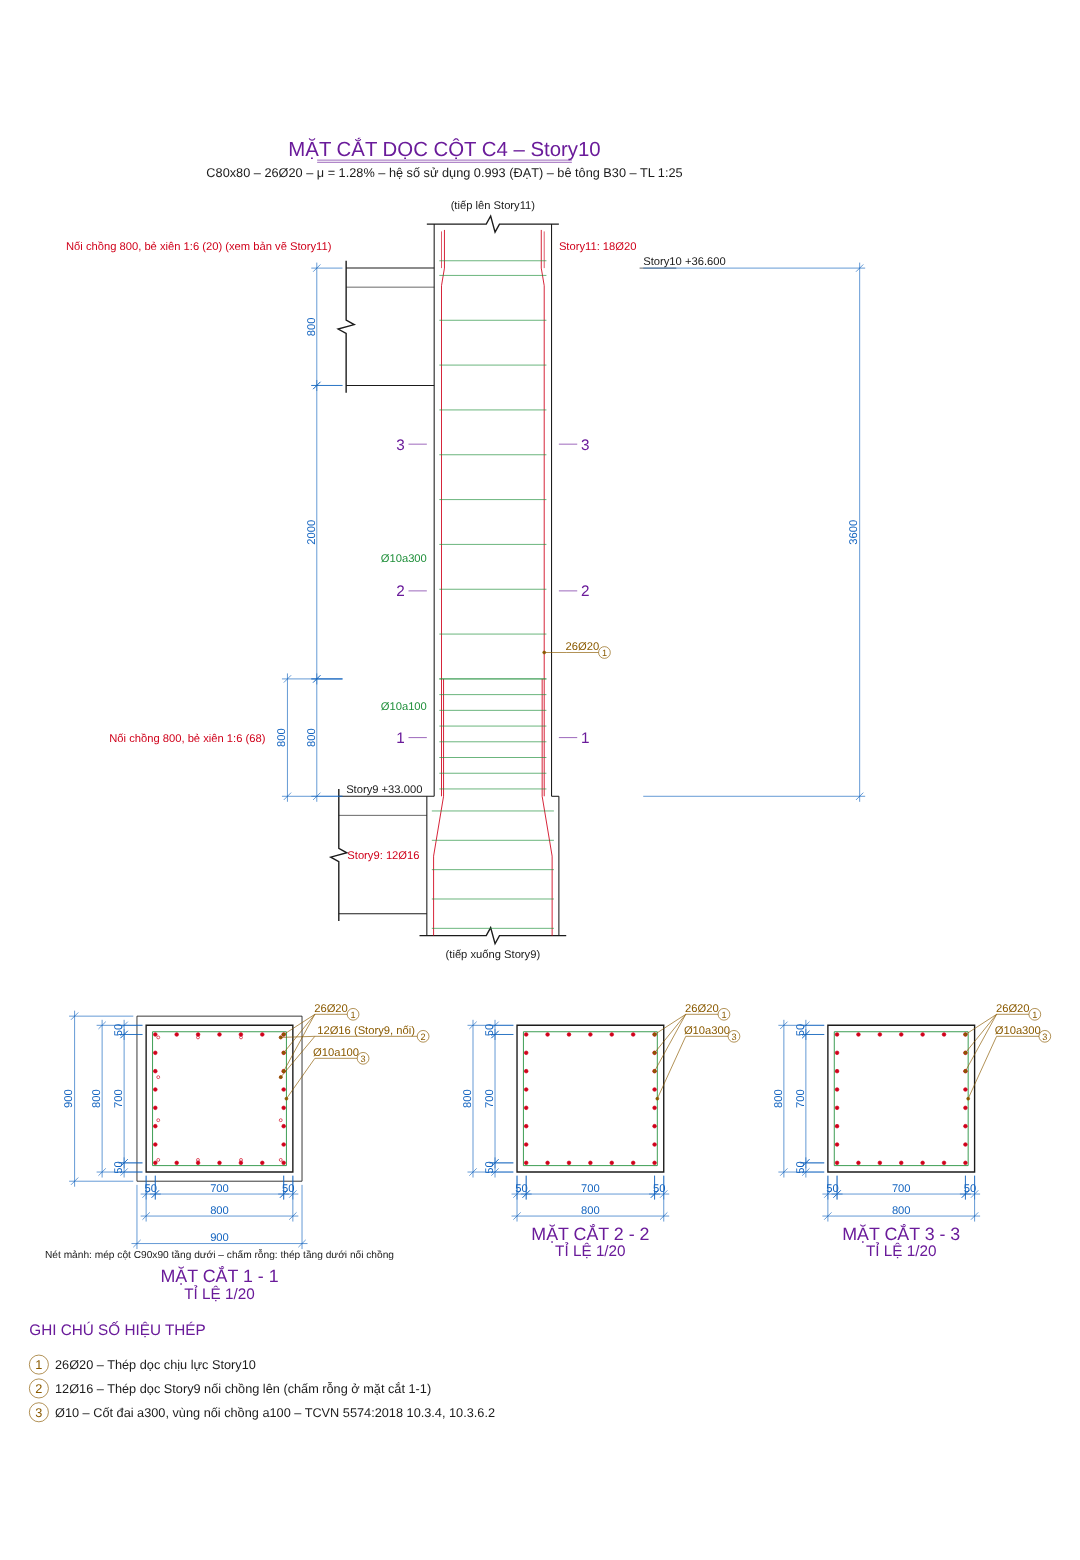 MẶT CẮT DỌC CỘT C4 – Story10
C80x80 – 26Ø20 – μ = 1.28% – hệ số sử dụng 0.993 (ĐẠT) – bê tông B30 – TL 1:25
(tiếp lên Story11)
Nối chồng 800, bẻ xiên 1:6 (20) (xem bản vẽ Story11)
Story11: 18Ø20
Story10 +36.600
800
3
3
2000
3600
Ø10a300
2
2
26Ø20
1
Ø10a100
Nối chồng 800, bẻ xiên 1:6 (68)
800
800
1
1
Story9 +33.000
Story9: 12Ø16
(tiếp xuống Story9)
26Ø20
1
12Ø16 (Story9, nối)
2
Ø10a100
3
50
900
800
700
50
50
700
50
800
900
Nét mảnh: mép cột C90x90 tầng dưới – chấm rỗng: thép tầng dưới nối chồng
MẶT CẮT 1 - 1
TỈ LỆ 1/20
26Ø20
1
Ø10a300
3
50
800
700
50
50
700
50
800
MẶT CẮT 2 - 2
TỈ LỆ 1/20
26Ø20
1
Ø10a300
3
50
800
700
50
50
700
50
800
MẶT CẮT 3 - 3
TỈ LỆ 1/20
GHI CHÚ SỐ HIỆU THÉP
1 26Ø20 – Thép dọc chịu lực Story10
2 12Ø16 – Thép dọc Story9 nối chồng lên (chấm rỗng ở mặt cắt 1-1)
3 Ø10 – Cốt đai a300, vùng nối chồng a100 – TCVN 5574:2018 10.3.4, 10.3.6.2